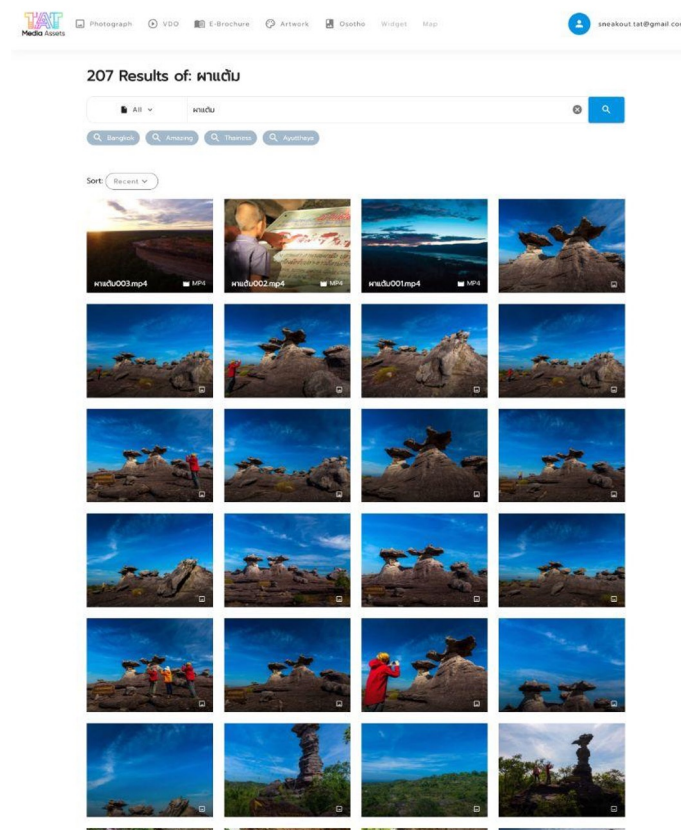 TAT
Media Assets
Photograph
VDO
E-Brochure
Artwork
Osotho
Widget
Map
sneakout.tat@gmail.com
207 Results of: ผาแต้ม
All
ผาแต้ม
Bangkok
Amazing
Thainess
Ayutthaya
Sort:
Recent
ผาแต้ม003.mp4
MP4
ผาแต้ม002.mp4
MP4
ผาแต้ม001.mp4
MP4